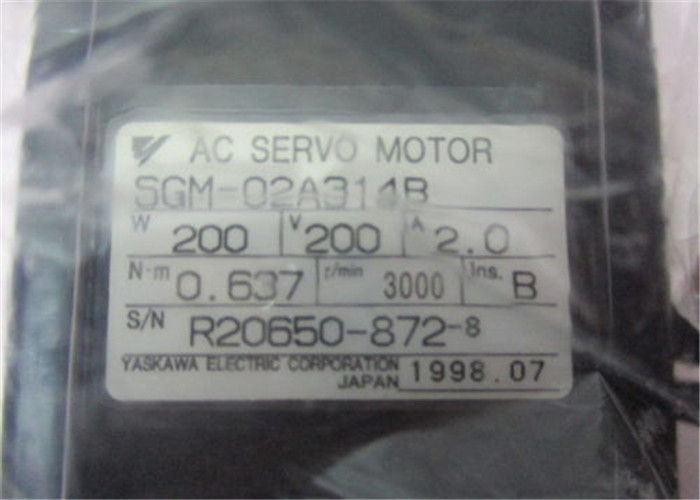 AC SERVO MOTOR
SGM-02A314B
W 200 V 200 A 2.0
N·m 0.637 r/min 3000 Ins. B
S/N R20650-872-8
YASKAWA ELECTRIC CORPORATION
JAPAN 1998.07